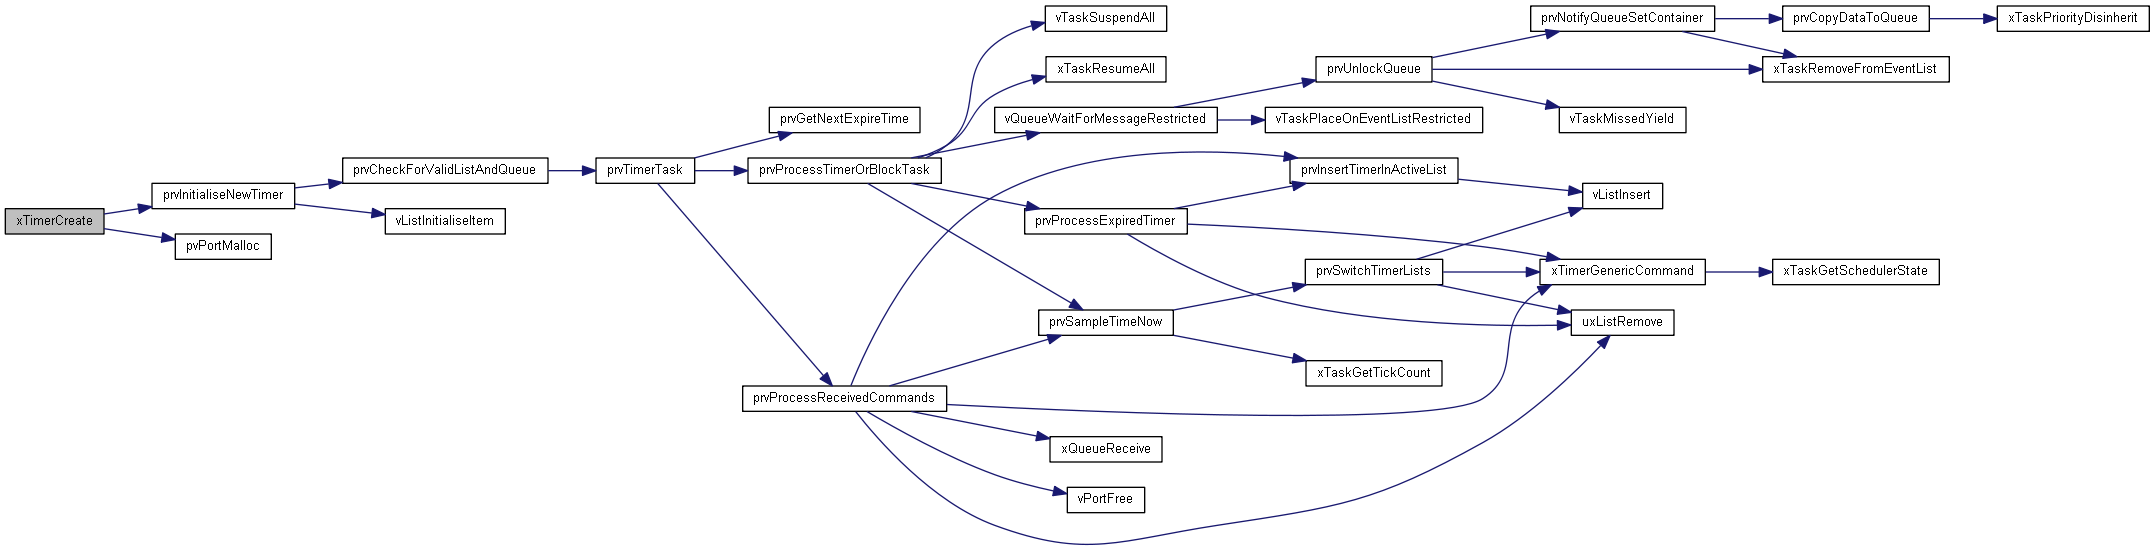 xTimerCreate
prvInitialiseNewTimer
pvPortMalloc
prvCheckForValidListAndQueue
vListInitialiseItem
prvTimerTask
prvGetNextExpireTime
prvProcessTimerOrBlockTask
prvProcessReceivedCommands
vTaskSuspendAll
xTaskResumeAll
vQueueWaitForMessageRestricted
prvProcessExpiredTimer
prvSampleTimeNow
xQueueReceive
vPortFree
prvUnlockQueue
vTaskPlaceOnEventListRestricted
prvInsertTimerInActiveList
prvSwitchTimerLists
xTaskGetTickCount
prvNotifyQueueSetContainer
vTaskMissedYield
vListInsert
xTimerGenericCommand
uxListRemove
prvCopyDataToQueue
xTaskRemoveFromEventList
xTaskGetSchedulerState
xTaskPriorityDisinherit